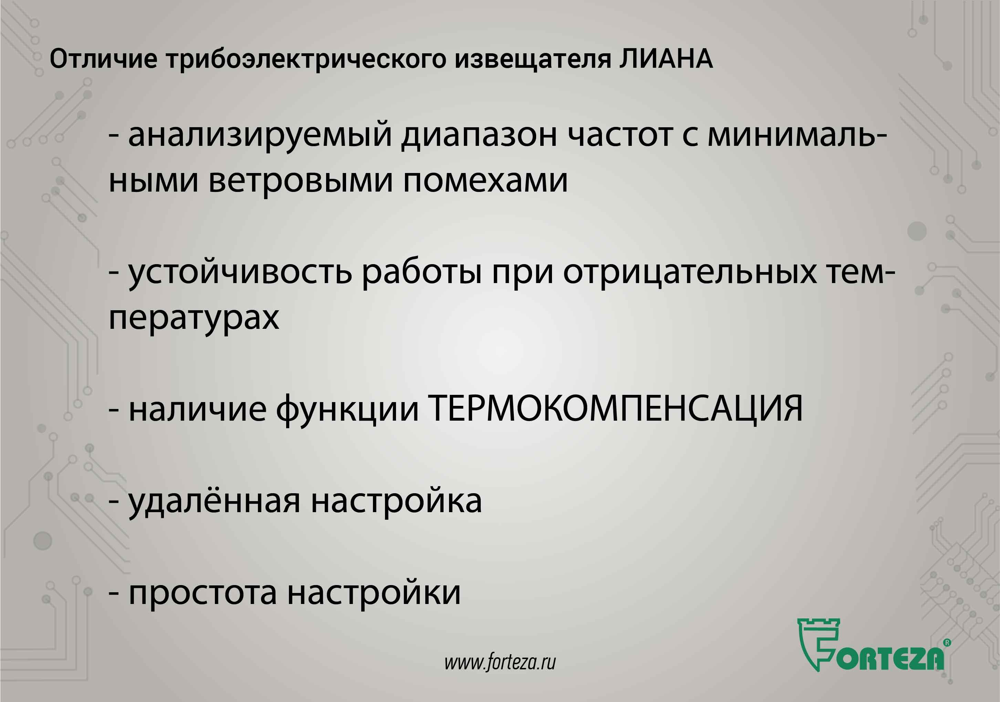 Отличие трибоэлектрического извещателя ЛИАНА
- анализируемый диапазон частот с минималь-
ными ветровыми помехами
- устойчивость работы при отрицательных тем-
пературах
- наличие функции ТЕРМОКОМПЕНСАЦИЯ
- удалённая настройка
- простота настройки
www.forteza.ru
FORTEZA®